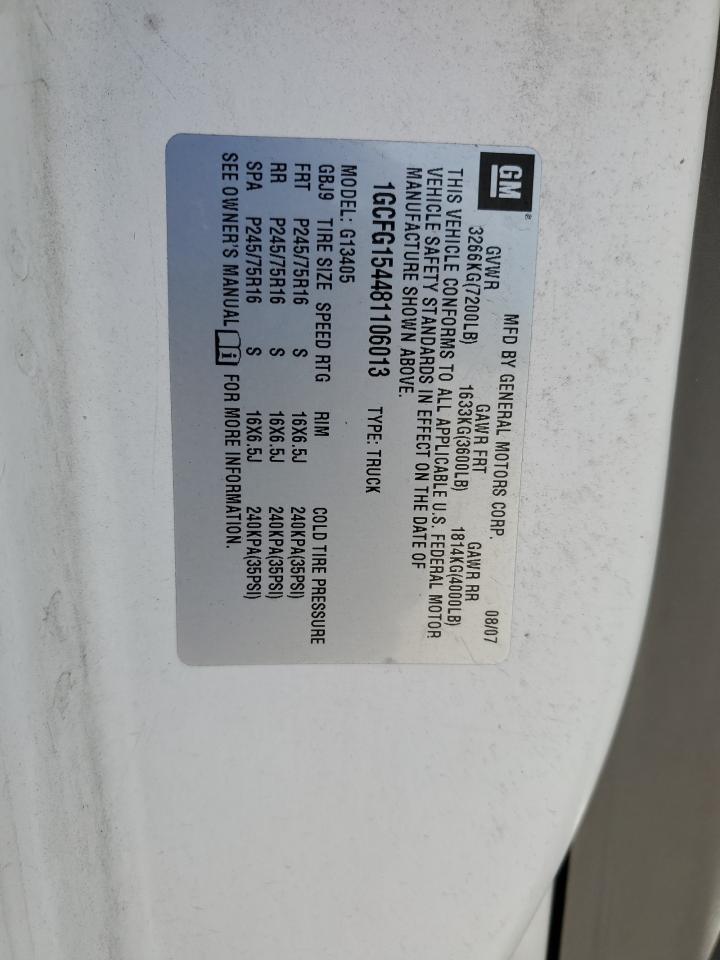 GM®
MFD BY GENERAL MOTORS CORP. 08/07
GVWR GAWR FRT GAWR RR
3266KG(7200LB) 1633KG(3600LB) 1814KG(4000LB)
THIS VEHICLE CONFORMS TO ALL APPLICABLE U.S. FEDERAL MOTOR
VEHICLE SAFETY STANDARDS IN EFFECT ON THE DATE OF
MANUFACTURE SHOWN ABOVE.
1GCFG154481106013 TYPE: TRUCK
MODEL: G13405
GBJ9 TIRE SIZE SPEED RTG RIM COLD TIRE PRESSURE
FRT P245/75R16 S 16X6.5J 240KPA(35PSI)
RR P245/75R16 S 16X6.5J 240KPA(35PSI)
SPA P245/75R16 S 16X6.5J 240KPA(35PSI)
SEE OWNER'S MANUAL i FOR MORE INFORMATION.